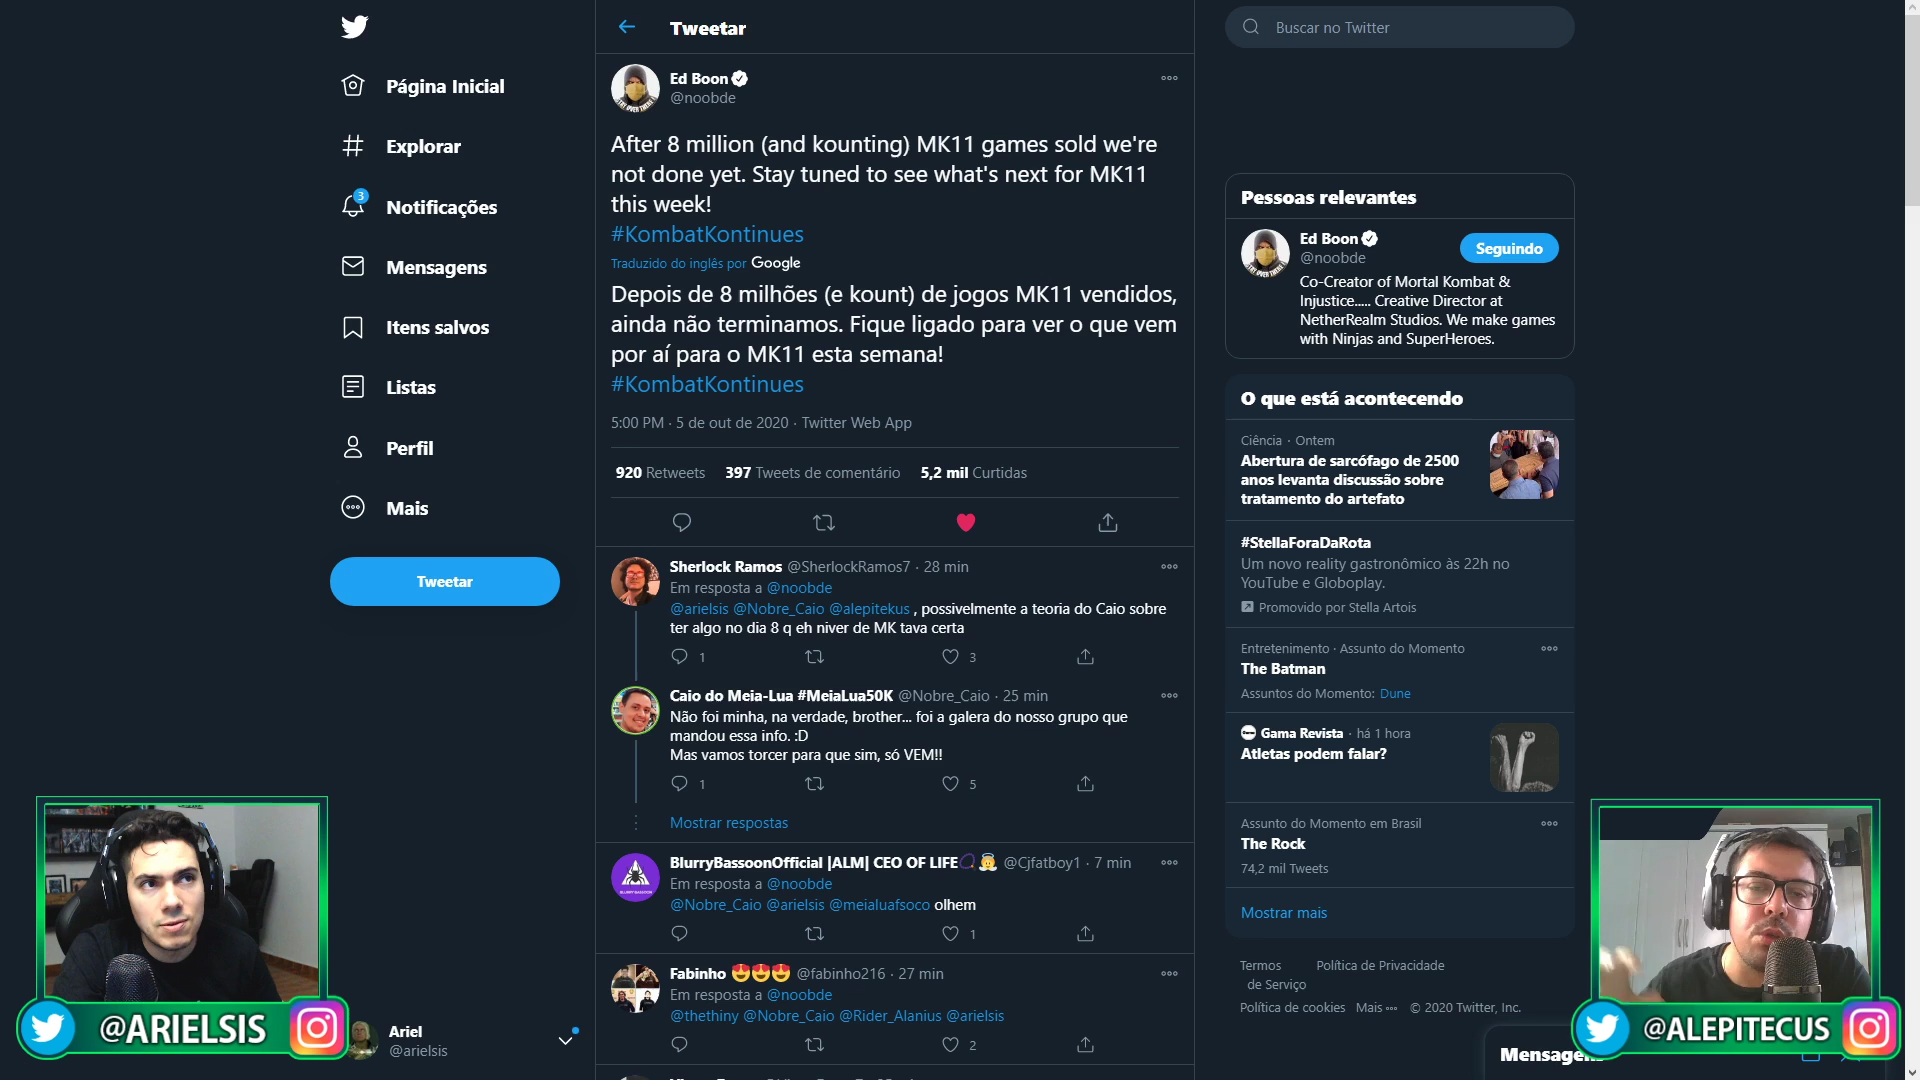 Página Inicial
Explorar
3
Notificações
Mensagens
Itens salvos
Listas
Perfil
Mais
Tweetar
@ARIELSIS
Ariel
@arielsis
Tweetar
Ed Boon
@noobde
After 8 million (and kounting) MK11 games sold we're
not done yet. Stay tuned to see what's next for MK11
this week!
#KombatKontinues
Traduzido do inglês por Google
Depois de 8 milhões (e kount) de jogos MK11 vendidos,
ainda não terminamos. Fique ligado para ver o que vem
por aí para o MK11 esta semana!
#KombatKontinues
5:00 PM · 5 de out de 2020 · Twitter Web App
920 Retweets 397 Tweets de comentário 5,2 mil Curtidas
Sherlock Ramos @SherlockRamos7 · 28 min
Em resposta a @noobde
@arielsis @Nobre_Caio @alepitekus , possivelmente a teoria do Caio sobre
ter algo no dia 8 q eh niver de MK tava certa
1 3
Caio do Meia-Lua #MeiaLua50K @Nobre_Caio · 25 min
Não foi minha, na verdade, brother... foi a galera do nosso grupo que
mandou essa info. :D
Mas vamos torcer para que sim, só VEM!!
1 5
Mostrar respostas
BlurryBassoonOfficial |ALM| CEO OF LIFE @Cjfatboy1 · 7 min
Em resposta a @noobde
@Nobre_Caio @arielsis @meialuafsoco olhem
1
Fabinho 😍😍😍 @fabinho216 · 27 min
Em resposta a @noobde
@thethiny @Nobre_Caio @Rider_Alanius @arielsis
2
Buscar no Twitter
Pessoas relevantes
Ed Boon
@noobde
Seguindo
Co-Creator of Mortal Kombat &
Injustice..... Creative Director at
NetherRealm Studios. We make games
with Ninjas and SuperHeroes.
O que está acontecendo
Ciência · Ontem
Abertura de sarcófago de 2500
anos levanta discussão sobre
tratamento do artefato
#StellaForaDaRota
Um novo reality gastronômico às 22h no
YouTube e Globoplay.
Promovido por Stella Artois
Entretenimento · Assunto do Momento
The Batman
Assuntos do Momento: Dune
Gama Revista · há 1 hora
Atletas podem falar?
Assunto do Momento em Brasil
The Rock
74,2 mil Tweets
Mostrar mais
Termos de Serviço
Política de Privacidade
Política de cookies Mais © 2020 Twitter, Inc.
@ALEPITECUS